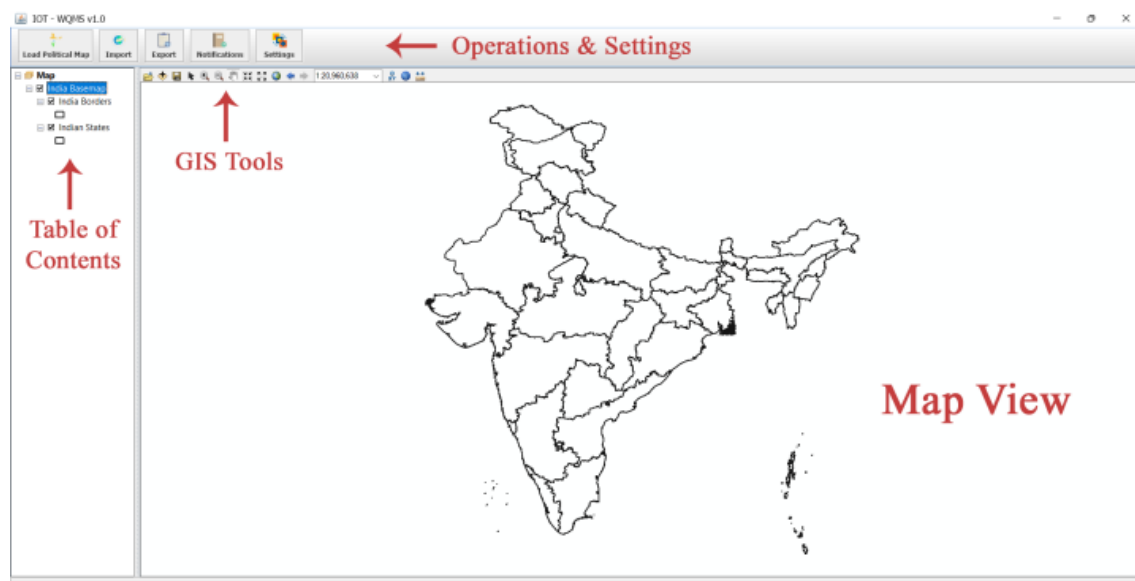 IOT - WQMS v1.0
Load Political Map Import Export Notifications Settings
Operations & Settings
Map
India Basemap
India Borders
Indian States
1:20,960,638
GIS Tools
Table of
Contents
Map View